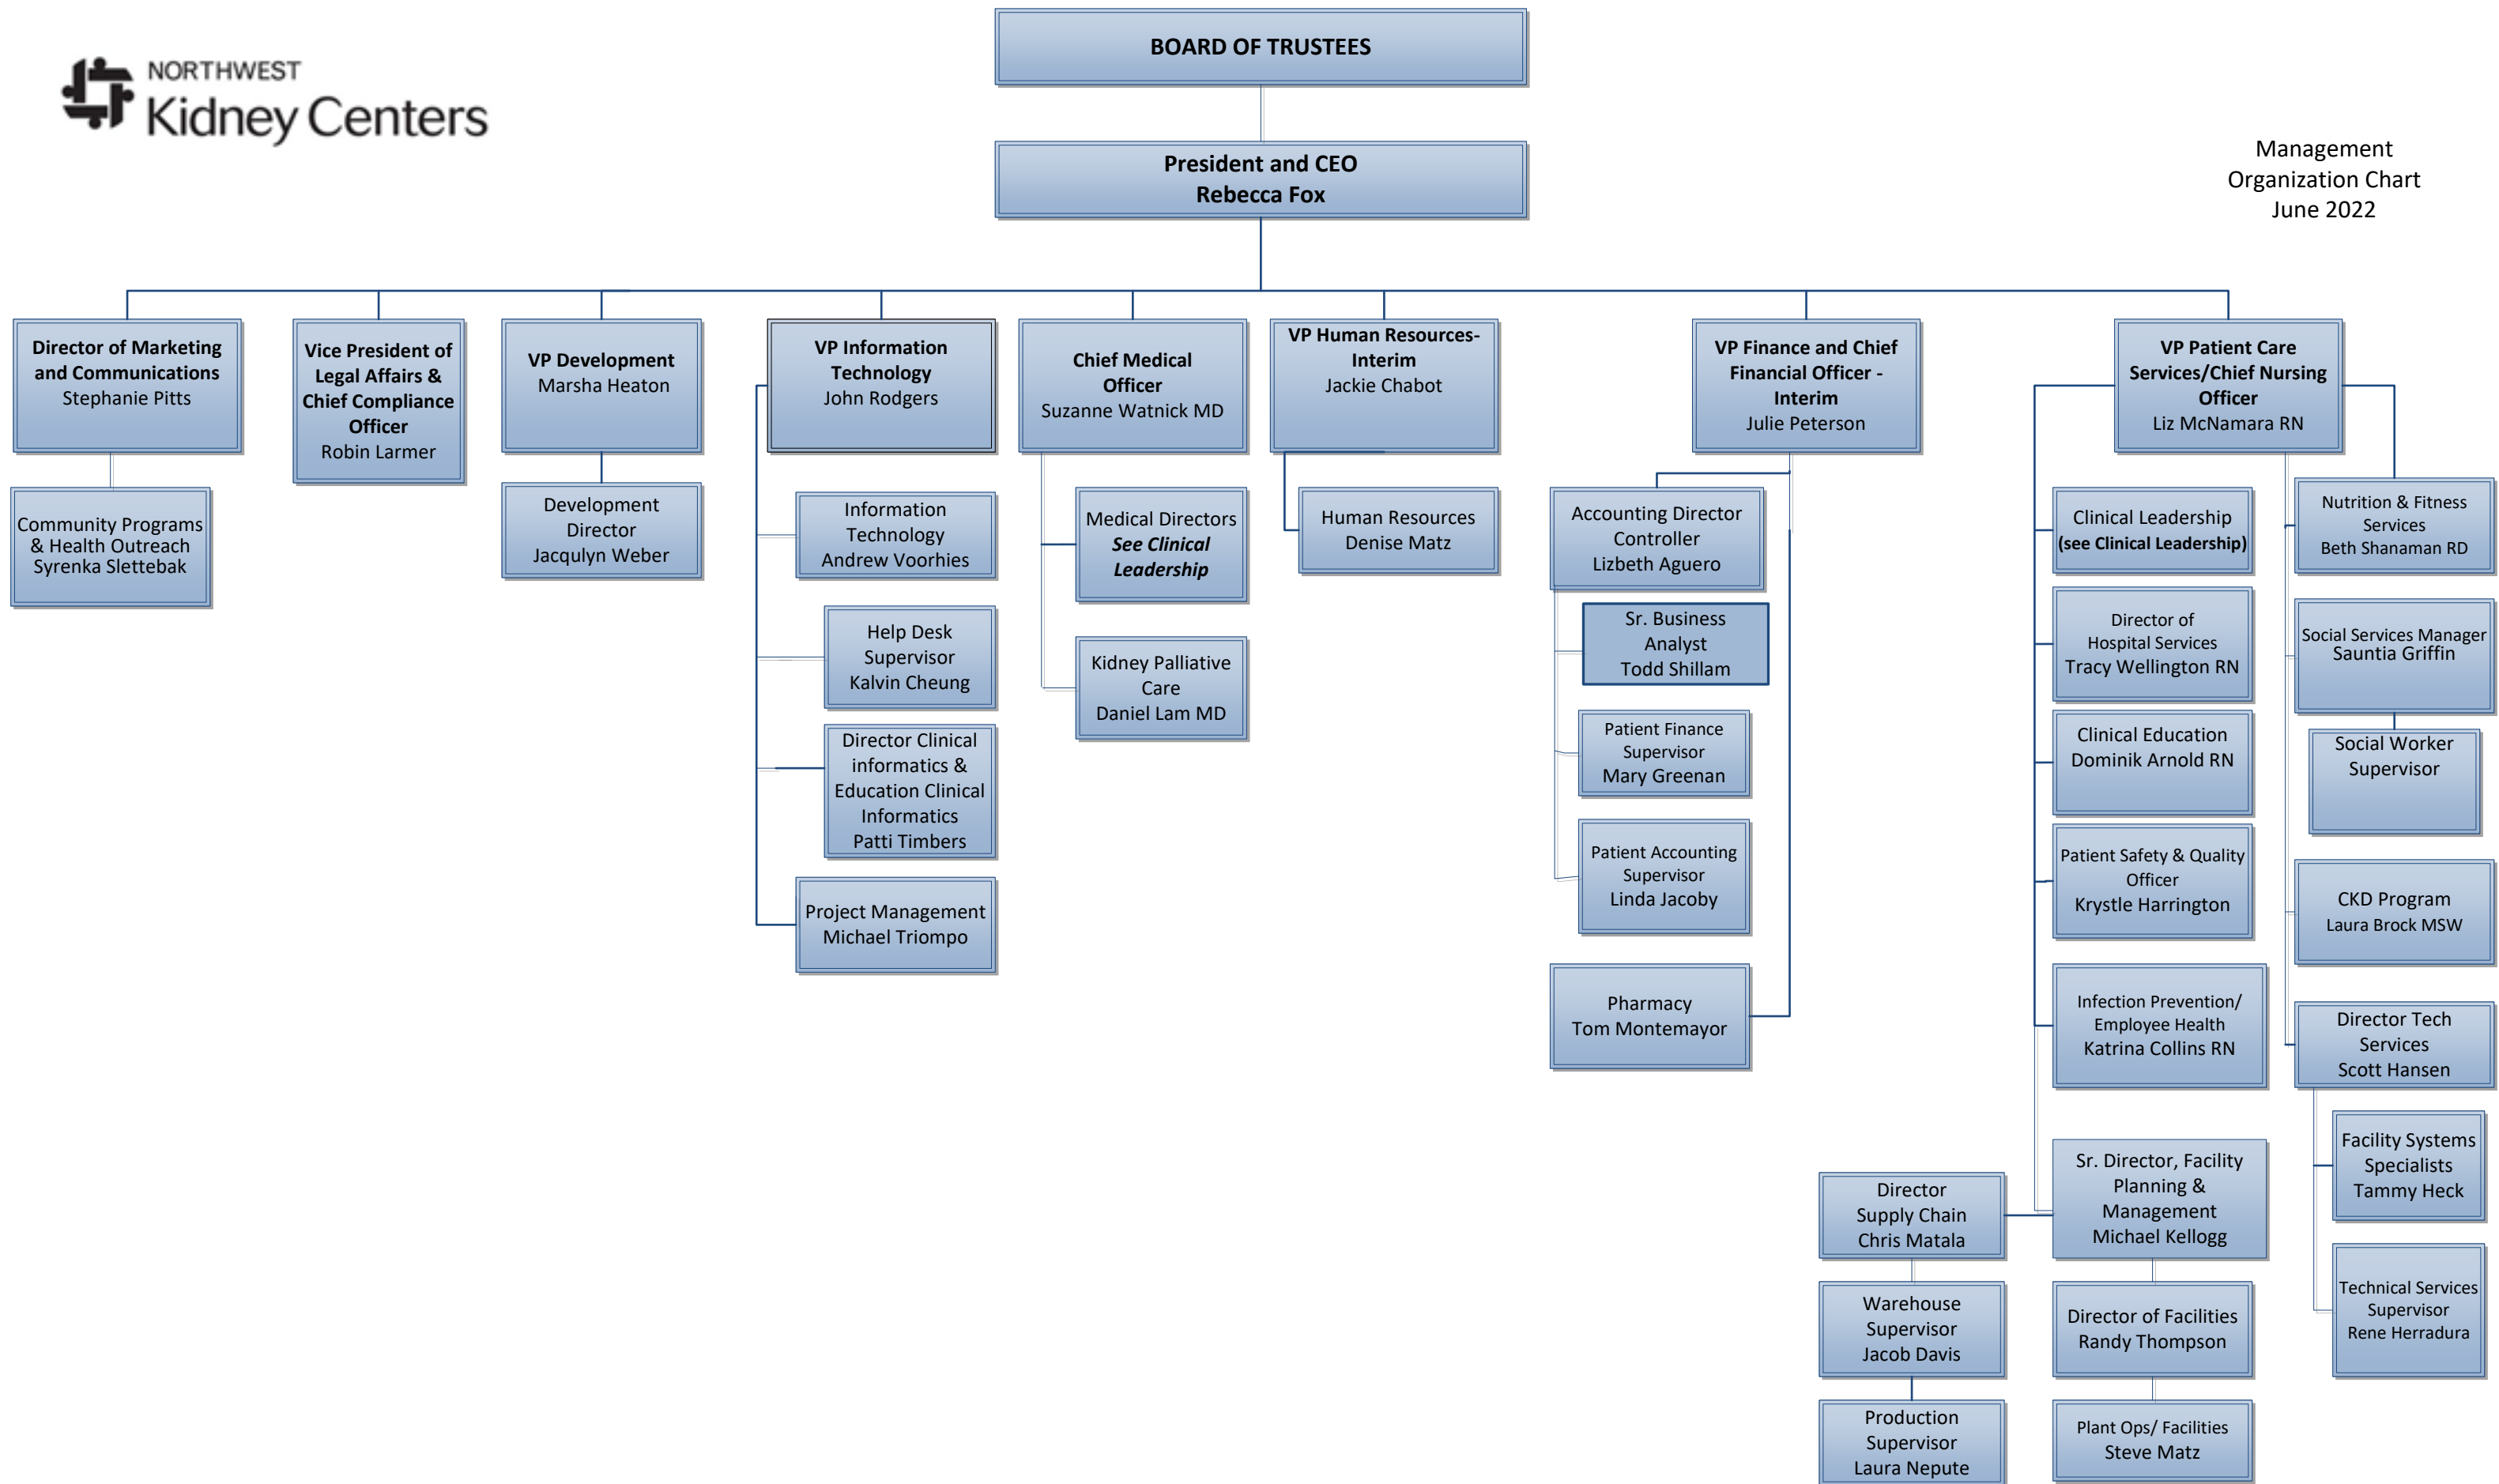 BOARD OF TRUSTEES
NORTHWEST
Kidney Centers
President and CEO
Rebecca Fox
Management
Organization Chart
June 2022
Director of Marketing
and Communications
Stephanie Pitts
Vice President of
Legal Affairs &
Chief Compliance
Officer
Robin Larmer
VP Development
Marsha Heaton
VP Information
Technology
John Rodgers
Chief Medical
Officer
Suzanne Watnick MD
VP Human Resources-
Interim
Jackie Chabot
VP Finance and Chief
Financial Officer -
Interim
Julie Peterson
VP Patient Care
Services/Chief Nursing
Officer
Liz McNamara RN
Community Programs
& Health Outreach
Syrenka Slettebak
Development
Director
Jacqulyn Weber
Information
Technology
Andrew Voorhies
Help Desk
Supervisor
Kalvin Cheung
Director Clinical
informatics &
Education Clinical
Informatics
Patti Timbers
Project Management
Michael Triompo
Medical Directors
See Clinical
Leadership
Kidney Palliative
Care
Daniel Lam MD
Human Resources
Denise Matz
Accounting Director
Controller
Lizbeth Aguero
Sr. Business
Analyst
Todd Shillam
Patient Finance
Supervisor
Mary Greenan
Patient Accounting
Supervisor
Linda Jacoby
Pharmacy
Tom Montemayor
Clinical Leadership
(see Clinical Leadership)
Director of
Hospital Services
Tracy Wellington RN
Clinical Education
Dominik Arnold RN
Patient Safety & Quality
Officer
Krystle Harrington
Infection Prevention/
Employee Health
Katrina Collins RN
Sr. Director, Facility
Planning &
Management
Michael Kellogg
Director
Supply Chain
Chris Matala
Warehouse
Supervisor
Jacob Davis
Production
Supervisor
Laura Nepute
Director of Facilities
Randy Thompson
Plant Ops/ Facilities
Steve Matz
Nutrition & Fitness
Services
Beth Shanaman RD
Social Services Manager
Sauntia Griffin
Social Worker
Supervisor
CKD Program
Laura Brock MSW
Director Tech
Services
Scott Hansen
Facility Systems
Specialists
Tammy Heck
Technical Services
Supervisor
Rene Herradura